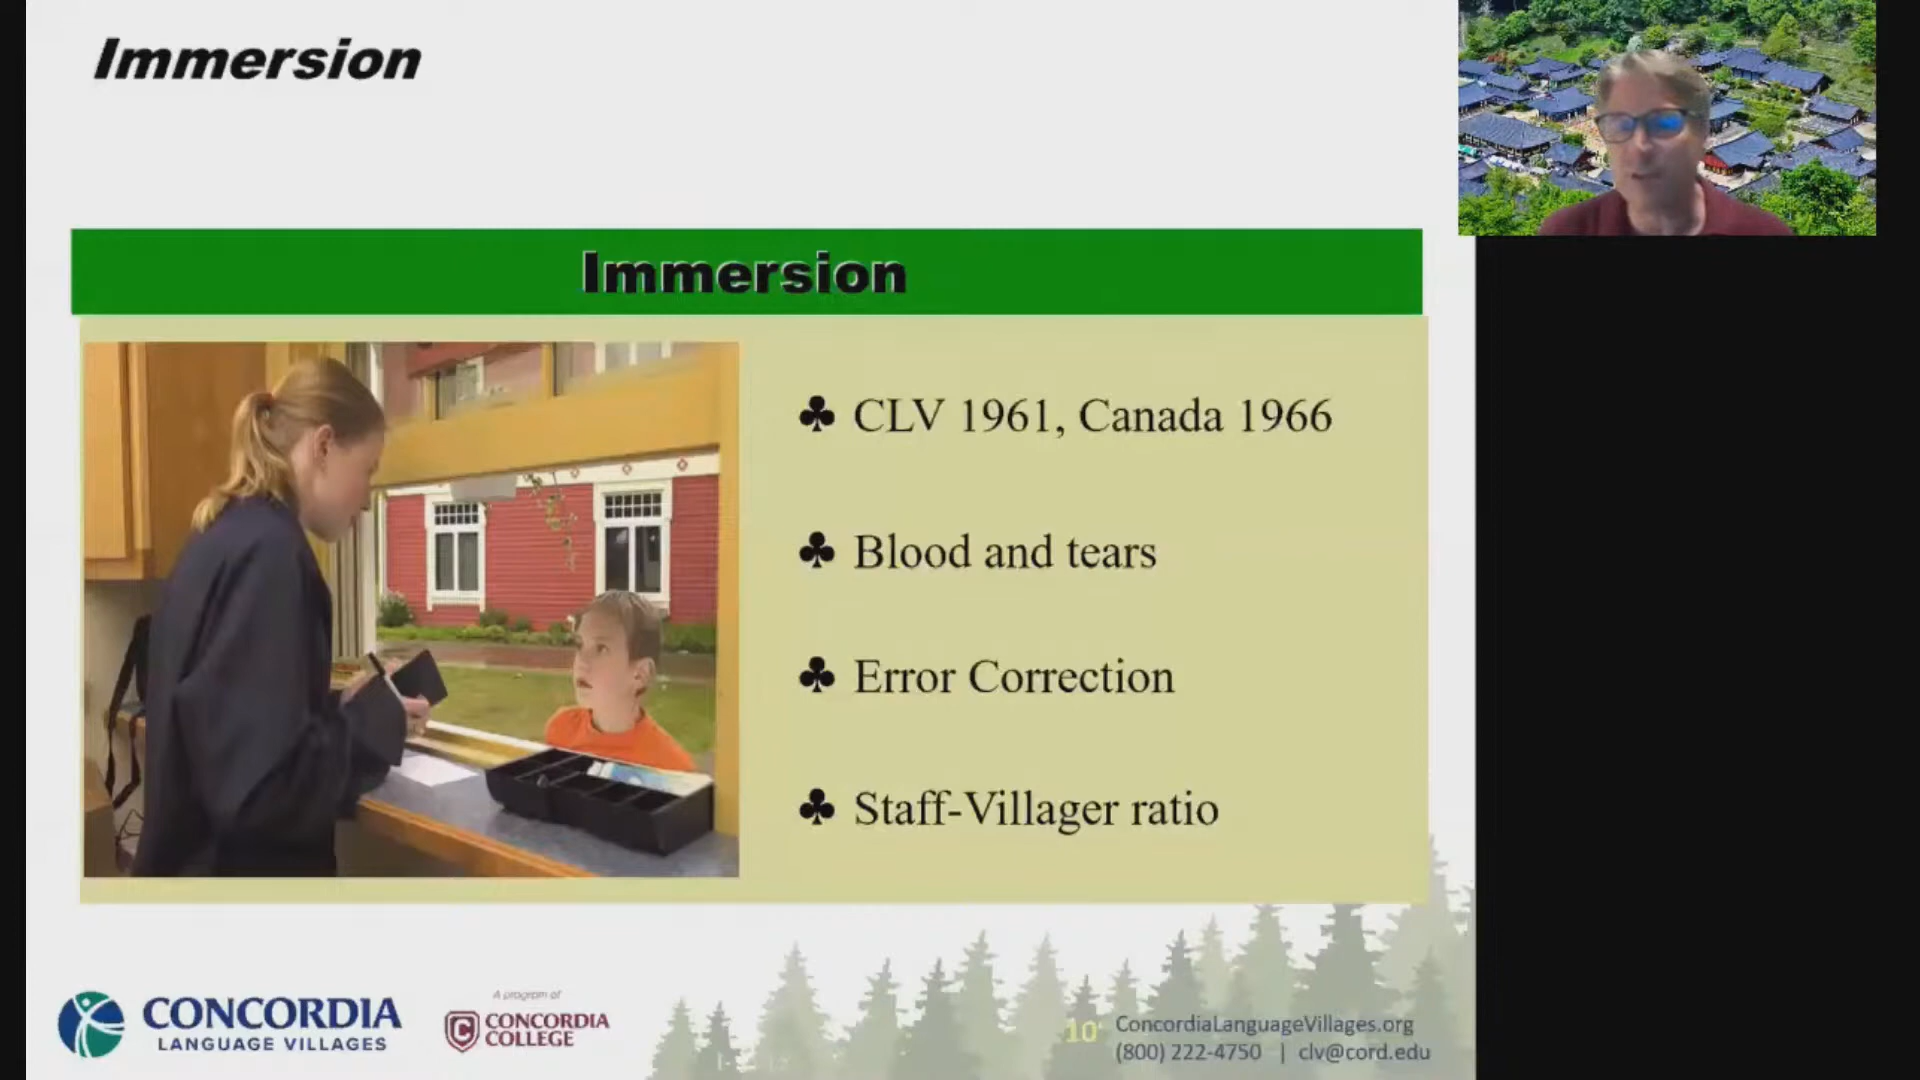 Immersion
Immersion
♣ CLV 1961, Canada 1966
♣ Blood and tears
♣ Error Correction
♣ Staff-Villager ratio
CONCORDIA
LANGUAGE VILLAGES
A program of
CONCORDIA
COLLEGE
10
ConcordiaLanguageVillages.org
(800) 222-4750 | clv@cord.edu